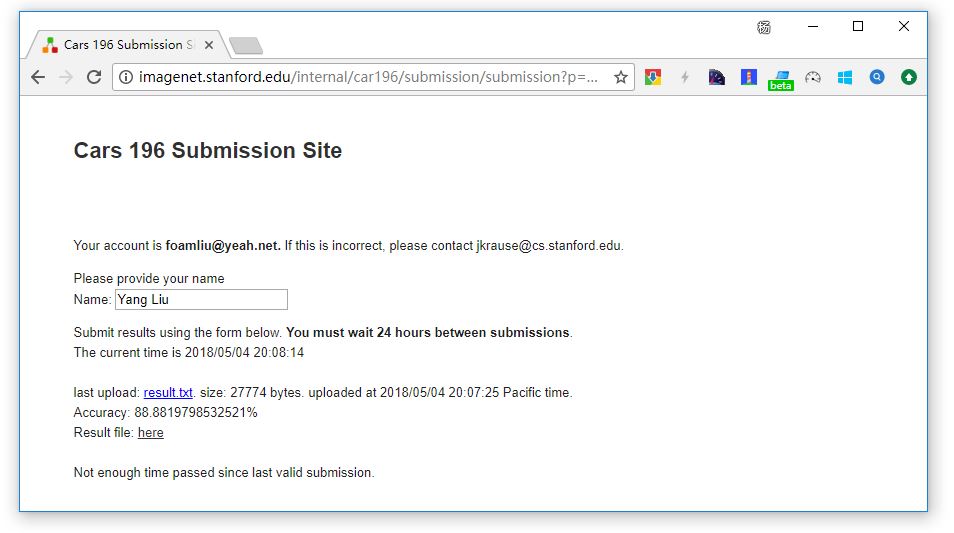 杨
Cars 196 Submission Si
imagenet.stanford.edu/internal/car196/submission/submission?p=...
beta
Cars 196 Submission Site
Your account is foamliu@yeah.net. If this is incorrect, please contact jkrause@cs.stanford.edu.
Please provide your name
Name: Yang Liu
Submit results using the form below. You must wait 24 hours between submissions.
The current time is 2018/05/04 20:08:14
last upload: result.txt. size: 27774 bytes. uploaded at 2018/05/04 20:07:25 Pacific time.
Accuracy: 88.8819798532521%
Result file: here
Not enough time passed since last valid submission.